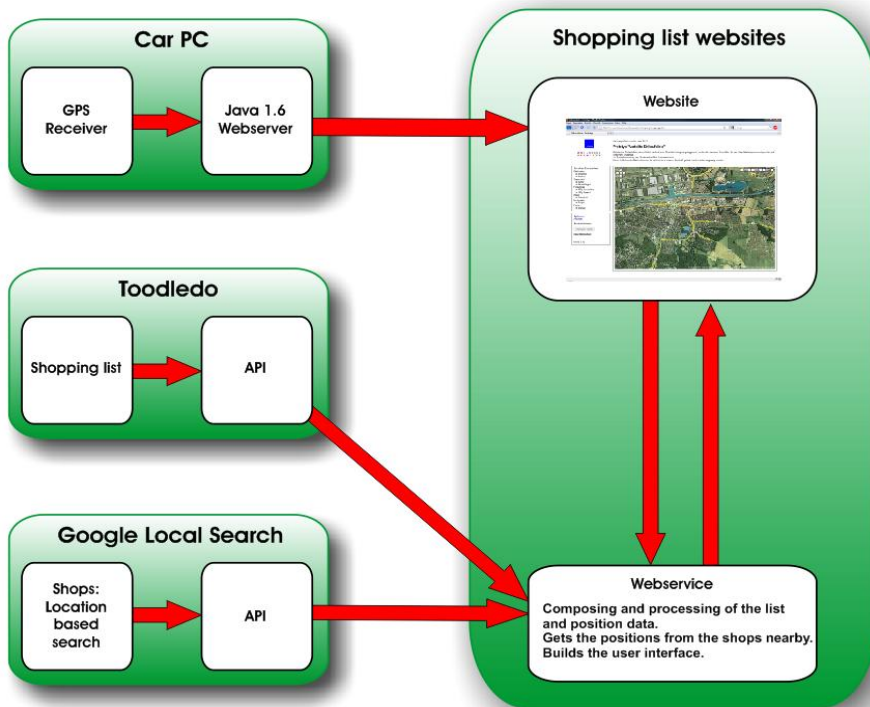 Car PC
GPS
Receiver
Java 1.6
Webserver
Toodledo
Shopping list
API
Google Local Search
Shops:
Location
based
search
API
Shopping list websites
Website
Webservice
Composing and processing of the list
and position data.
Gets the positions from the shops nearby.
Builds the user interface.